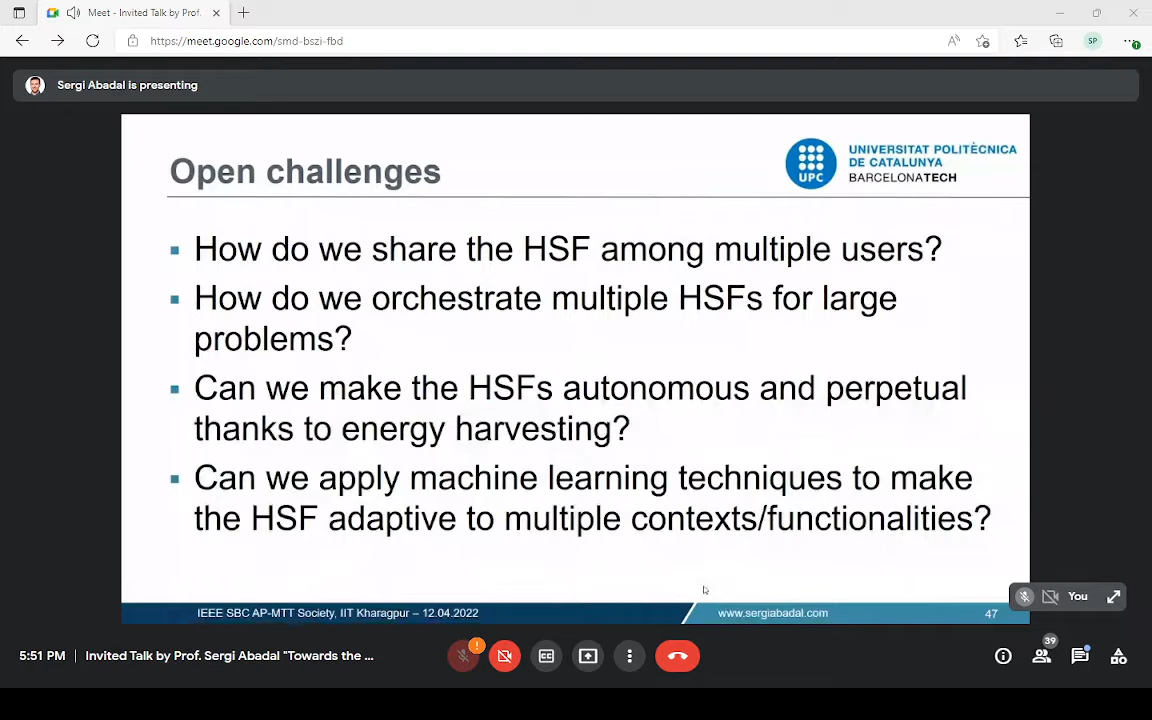 Meet - Invited Talk by Prof.
https://meet.google.com/smd-bszi-fbd
SP
Sergi Abadal is presenting
Open challenges
UPC
UNIVERSITAT POLITÈCNICA
DE CATALUNYA
BARCELONATECH
▪ How do we share the HSF among multiple users?
▪ How do we orchestrate multiple HSFs for large
problems?
▪ Can we make the HSFs autonomous and perpetual
thanks to energy harvesting?
▪ Can we apply machine learning techniques to make
the HSF adaptive to multiple contexts/functionalities?
IEEE SBC AP-MTT Society, IIT Kharagpur – 12.04.2022
www.sergiabadal.com
47
You
5:51 PM | Invited Talk by Prof. Sergi Abadal "Towards the ...
CC
39